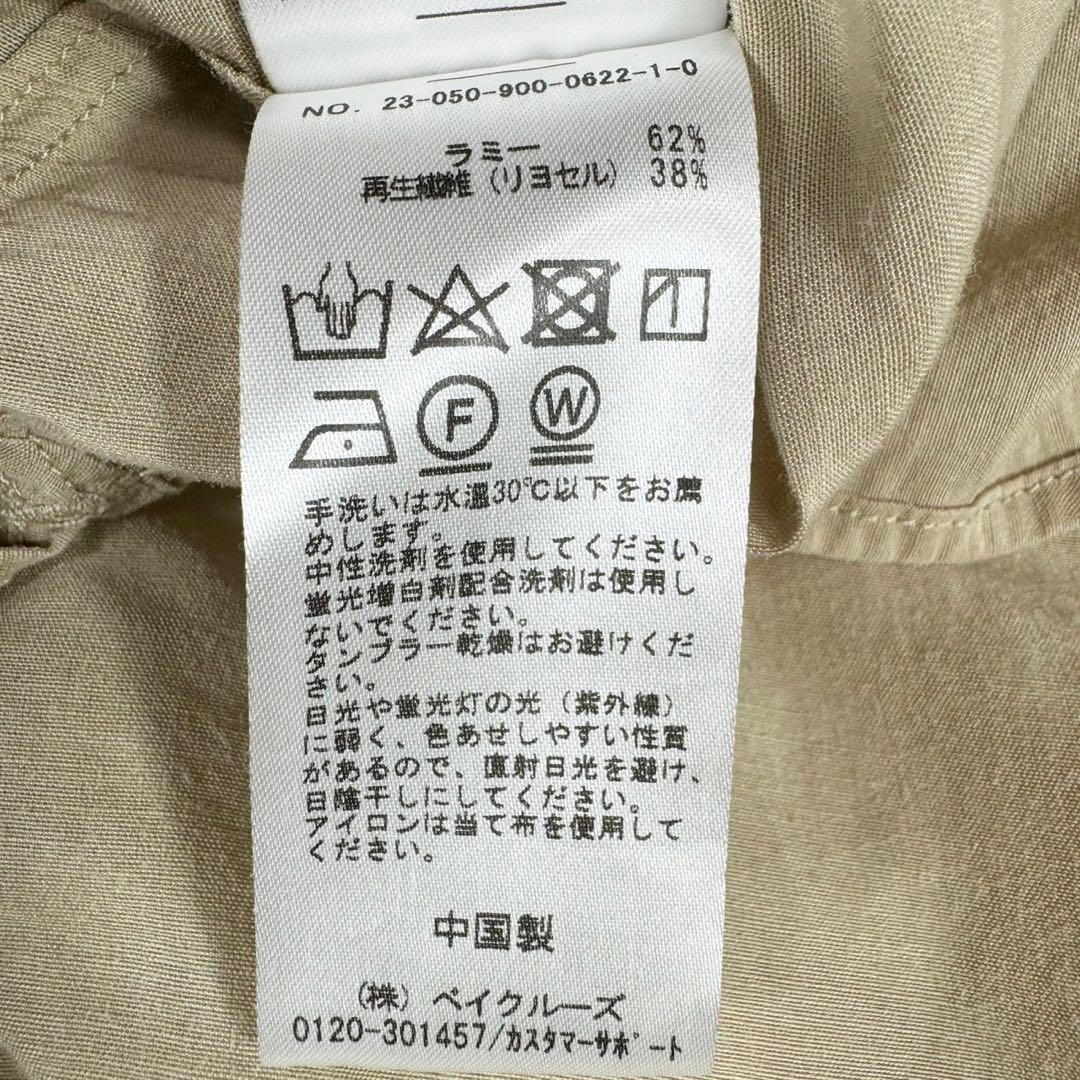 NO. 23-050-900-0622-1-0
ラミー 62%
再生繊維(リヨセル) 38%
F W
手洗いは水温30℃以下をお薦
めします。
中性洗剤を使用してください。
蛍光増白剤配合洗剤は使用し
ないでください。
タンブラー乾燥はお避けくだ
さい。
日光や蛍光灯の光(紫外線)
に弱く、色あせしやすい性質
があるので、直射日光を避け、
日陰干しにしてください。
アイロンは当て布を使用して
ください。
中国製
(株)ベイクルーズ
0120-301457/カスタマーサポート